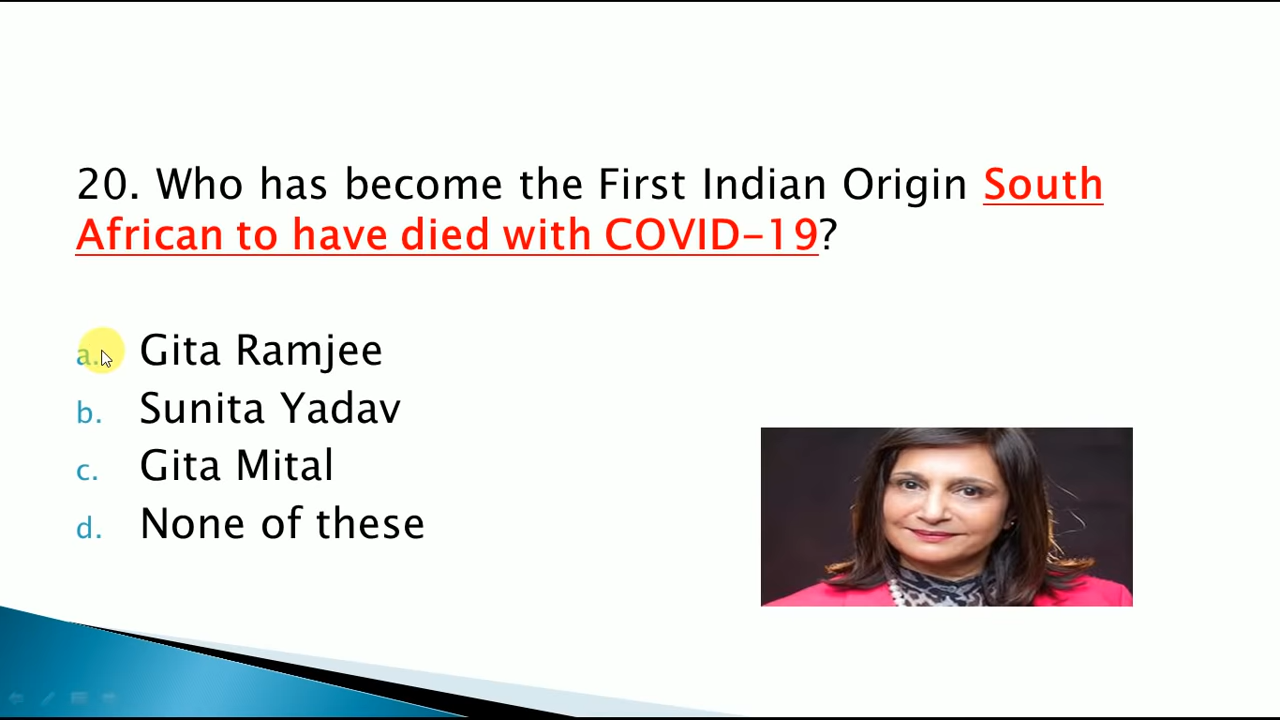 20. Who has become the First Indian Origin South
African to have died with COVID-19?
a. Gita Ramjee
b. Sunita Yadav
c. Gita Mital
d. None of these